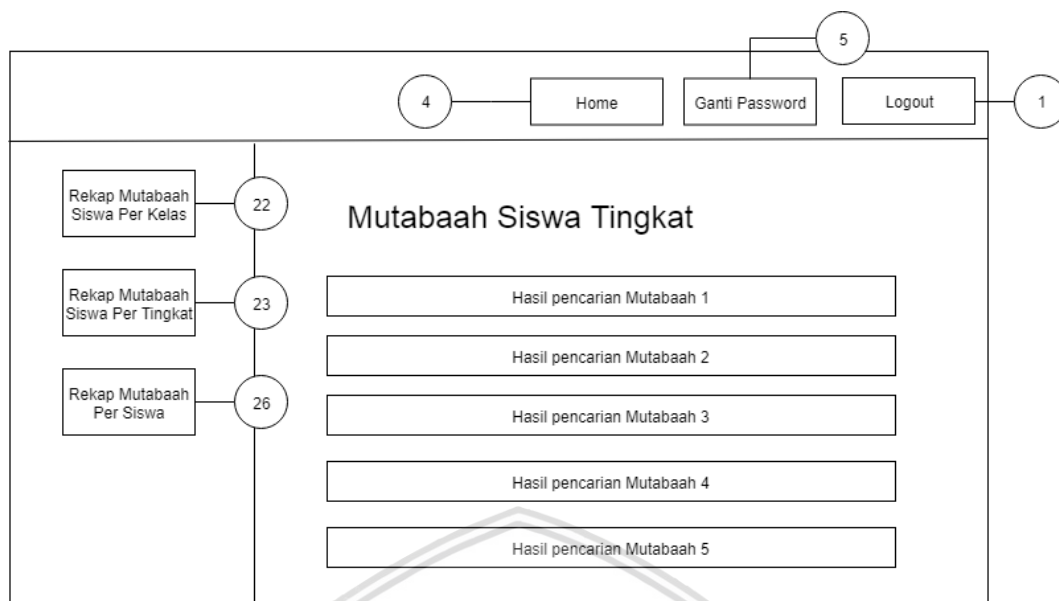 5
4
Home
Ganti Password
Logout
1
Rekap Mutabaah
Siswa Per Kelas
22
Mutabaah Siswa Tingkat
Rekap Mutabaah
Siswa Per Tingkat
23
Hasil pencarian Mutabaah 1
Hasil pencarian Mutabaah 2
Rekap Mutabaah
Per Siswa
26
Hasil pencarian Mutabaah 3
Hasil pencarian Mutabaah 4
Hasil pencarian Mutabaah 5